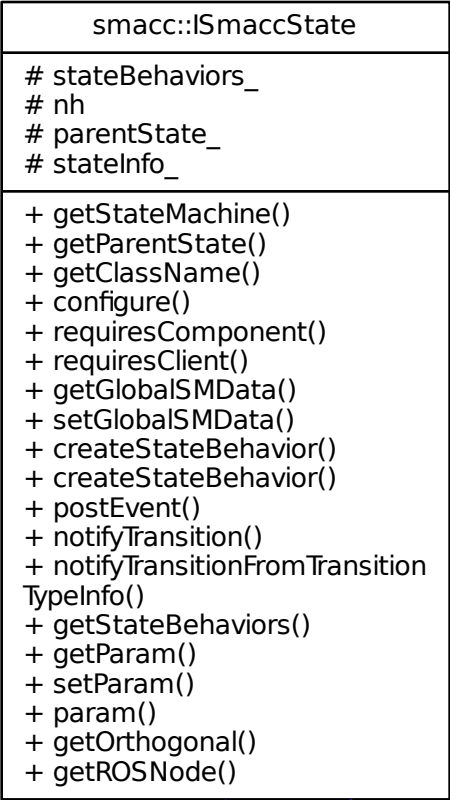 smacc::ISmaccState
# stateBehaviors_
# nh
# parentState_
# stateInfo_
+ getStateMachine()
+ getParentState()
+ getClassName()
+ configure()
+ requiresComponent()
+ requiresClient()
+ getGlobalSMData()
+ setGlobalSMData()
+ createStateBehavior()
+ createStateBehavior()
+ postEvent()
+ notifyTransition()
+ notifyTransitionFromTransition
TypeInfo()
+ getStateBehaviors()
+ getParam()
+ setParam()
+ param()
+ getOrthogonal()
+ getROSNode()